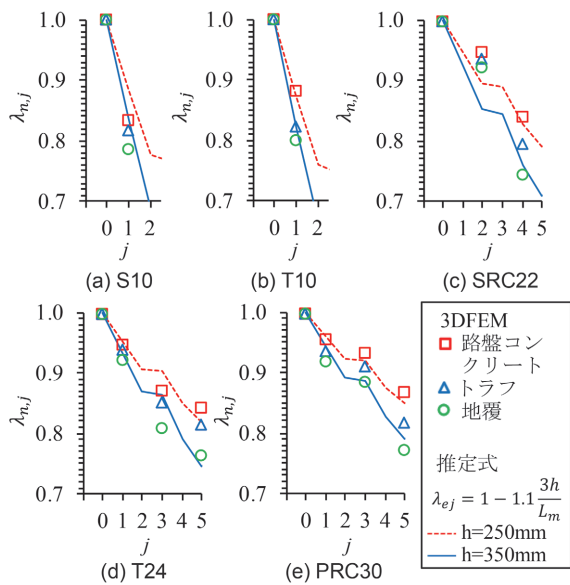 1.0
0.9
0.8
0.7
λn,j
0 1 2
j
(a) S10
1.0
0.9
0.8
0.7
λn,j
0 1 2
j
(b) T10
1.0
0.9
0.8
0.7
λn,j
0 1 2 3 4 5
j
(c) SRC22
1.0
0.9
0.8
0.7
λn,j
0 1 2 3 4 5
j
(d) T24
1.0
0.9
0.8
0.7
λn,j
0 1 2 3 4 5
j
(e) PRC30
3DFEM
路盤コン
クリート
トラフ
地覆
推定式
λej = 1 − 1.1 3h/Lm
h=250mm
h=350mm